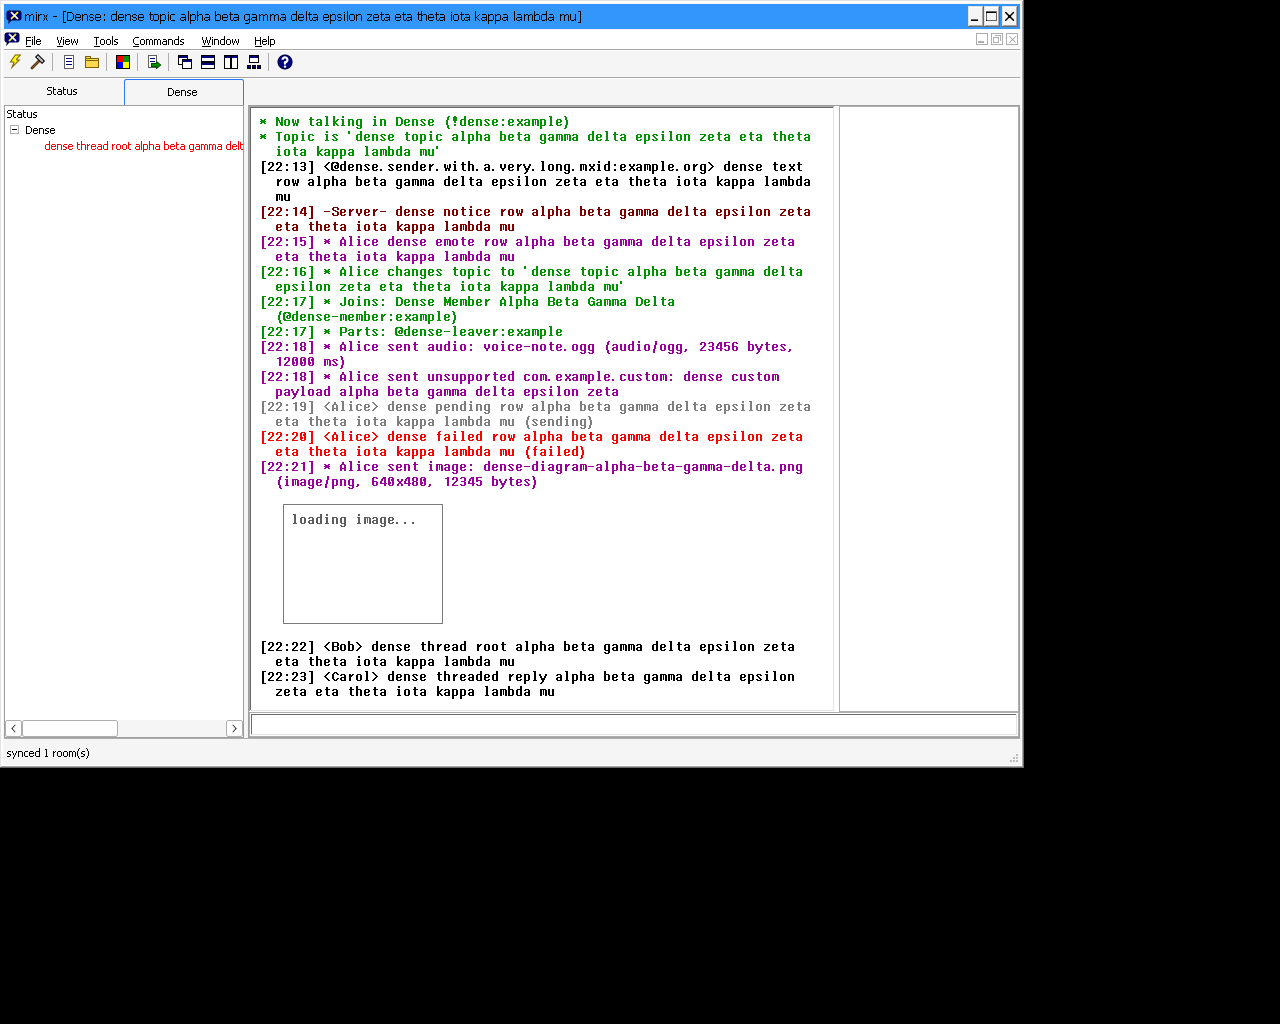 mirx - [Dense: dense topic alpha beta gamma delta epsilon zeta eta theta iota kappa lambda mu]
File View Tools Commands Window Help
Status Dense
Status
Dense
dense thread root alpha beta gamma delt
* Now talking in Dense (!dense:example)
* Topic is 'dense topic alpha beta gamma delta epsilon zeta eta theta
iota kappa lambda mu'
[22:13] <@dense.sender.with.a.very.long.mxid:example.org> dense text
row alpha beta gamma delta epsilon zeta eta theta iota kappa lambda
mu
[22:14] -Server- dense notice row alpha beta gamma delta epsilon zeta
eta theta iota kappa lambda mu
[22:15] * Alice dense emote row alpha beta gamma delta epsilon zeta
eta theta iota kappa lambda mu
[22:16] * Alice changes topic to 'dense topic alpha beta gamma delta
epsilon zeta eta theta iota kappa lambda mu'
[22:17] * Joins: Dense Member Alpha Beta Gamma Delta
(@dense-member:example)
[22:17] * Parts: @dense-leaver:example
[22:18] * Alice sent audio: voice-note.ogg (audio/ogg, 23456 bytes,
12000 ms)
[22:18] * Alice sent unsupported com.example.custom: dense custom
payload alpha beta gamma delta epsilon zeta
[22:19] <Alice> dense pending row alpha beta gamma delta epsilon zeta
eta theta iota kappa lambda mu (sending)
[22:20] <Alice> dense failed row alpha beta gamma delta epsilon zeta
eta theta iota kappa lambda mu (failed)
[22:21] * Alice sent image: dense-diagram-alpha-beta-gamma-delta.png
(image/png, 640x480, 12345 bytes)
loading image...
[22:22] <Bob> dense thread root alpha beta gamma delta epsilon zeta
eta theta iota kappa lambda mu
[22:23] <Carol> dense threaded reply alpha beta gamma delta epsilon
zeta eta theta iota kappa lambda mu
synced 1 room(s)